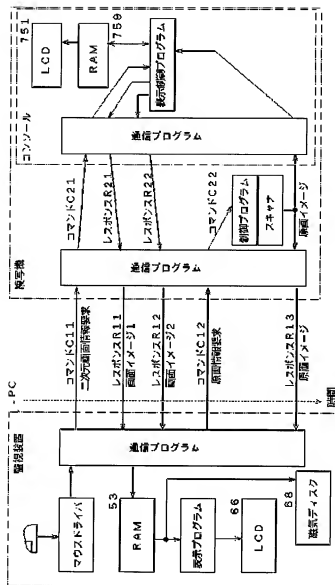 監視装置
PC
マウスドライバ
通信プログラム
RAM
53
表示プログラム
LCD
66
磁気ディスク
68
時間
コマンドC11
二次元画面情報要求
レスポンスR11
画面イメージ1
レスポンスR12
画面イメージ2
コマンドC12
原画情報要求
レスポンスR13
原画イメージ
複写機
通信プログラム
コマンドC21
レスポンスR21
レスポンスR22
コマンドC22
制御プログラム
スキャナ
原画イメージ
コンソール
通信プログラム
LCD
751
RAM
759
表示制御プログラム